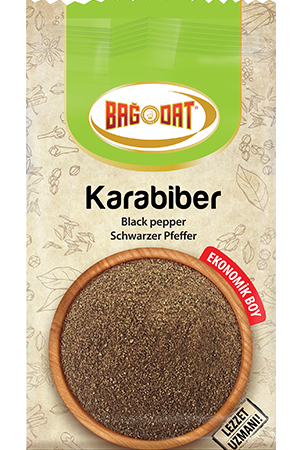 BAĞDAT
Karabiber
Black pepper
Schwarzer Pfeffer
EKONOMİK BOY
LEZZET
UZMANI!